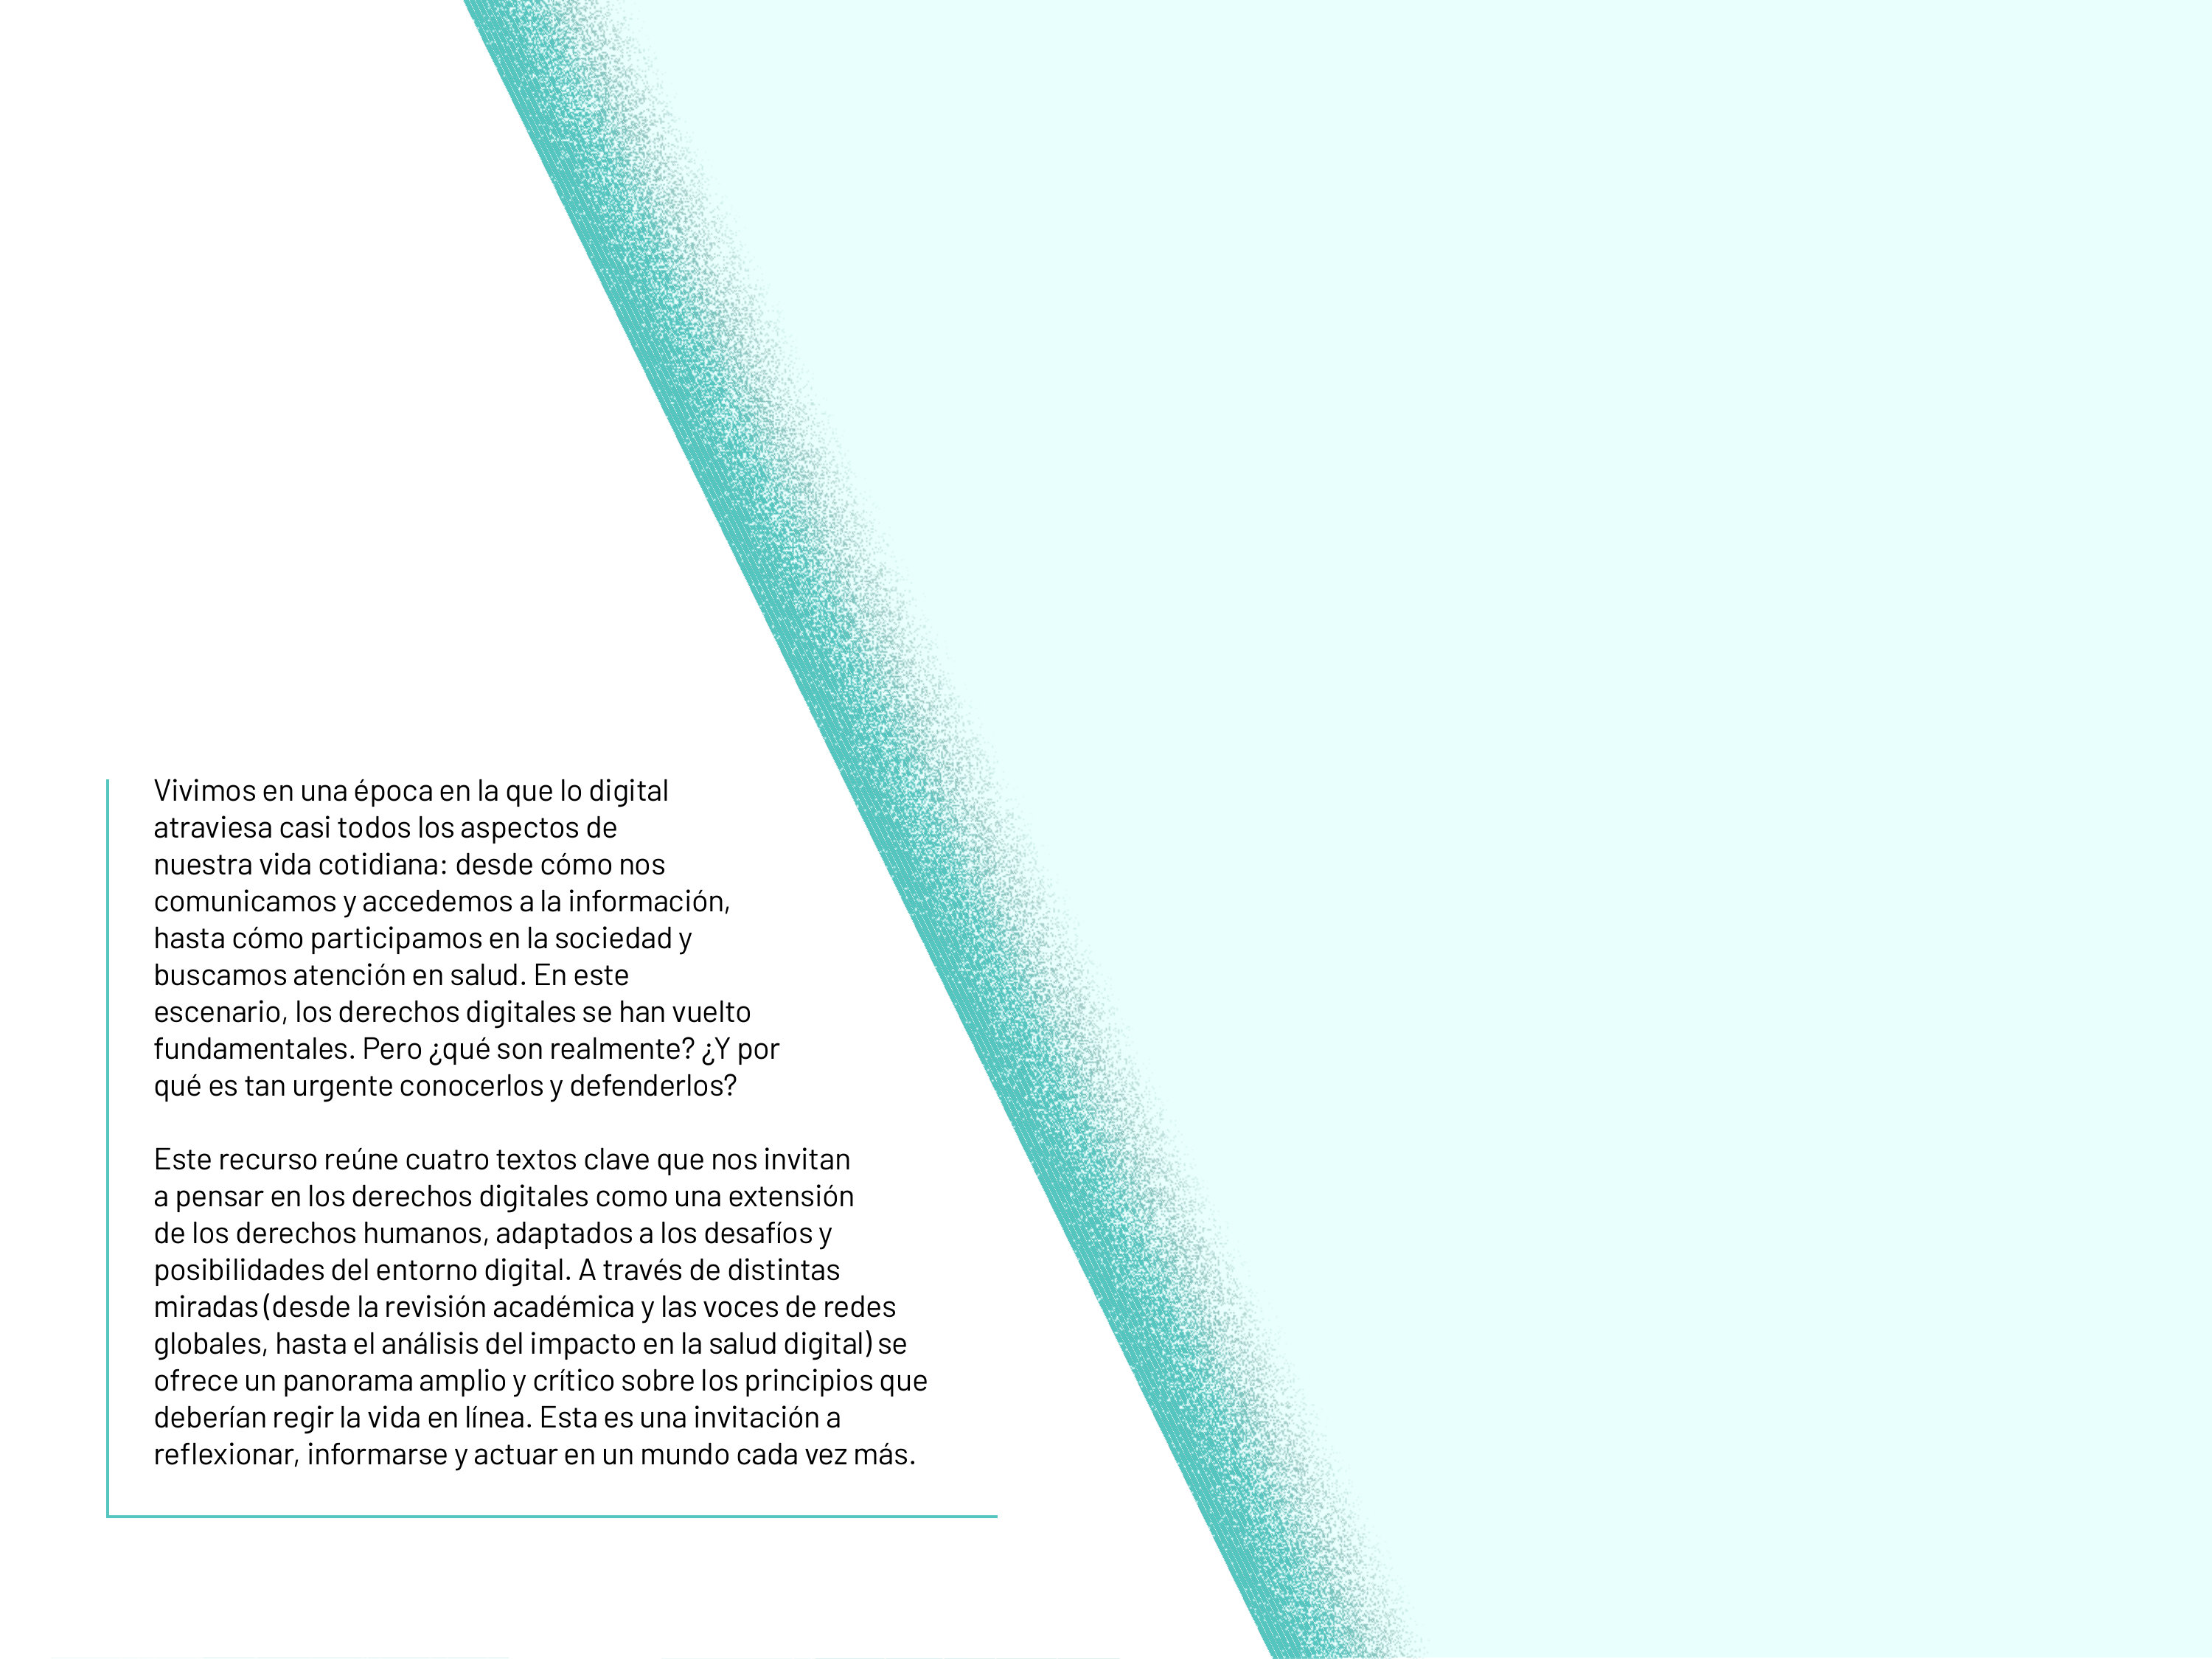 Vivimos en una época en la que lo digital
atraviesa casi todos los aspectos de
nuestra vida cotidiana: desde cómo nos
comunicamos y accedemos a la información,
hasta cómo participamos en la sociedad y
buscamos atención en salud. En este
escenario, los derechos digitales se han vuelto
fundamentales. Pero ¿qué son realmente? ¿Y por
qué es tan urgente conocerlos y defenderlos?
Este recurso reúne cuatro textos clave que nos invitan
a pensar en los derechos digitales como una extensión
de los derechos humanos, adaptados a los desafíos y
posibilidades del entorno digital. A través de distintas
miradas (desde la revisión académica y las voces de redes
globales, hasta el análisis del impacto en la salud digital) se
ofrece un panorama amplio y crítico sobre los principios que
deberían regir la vida en línea. Esta es una invitación a
reflexionar, informarse y actuar en un mundo cada vez más.